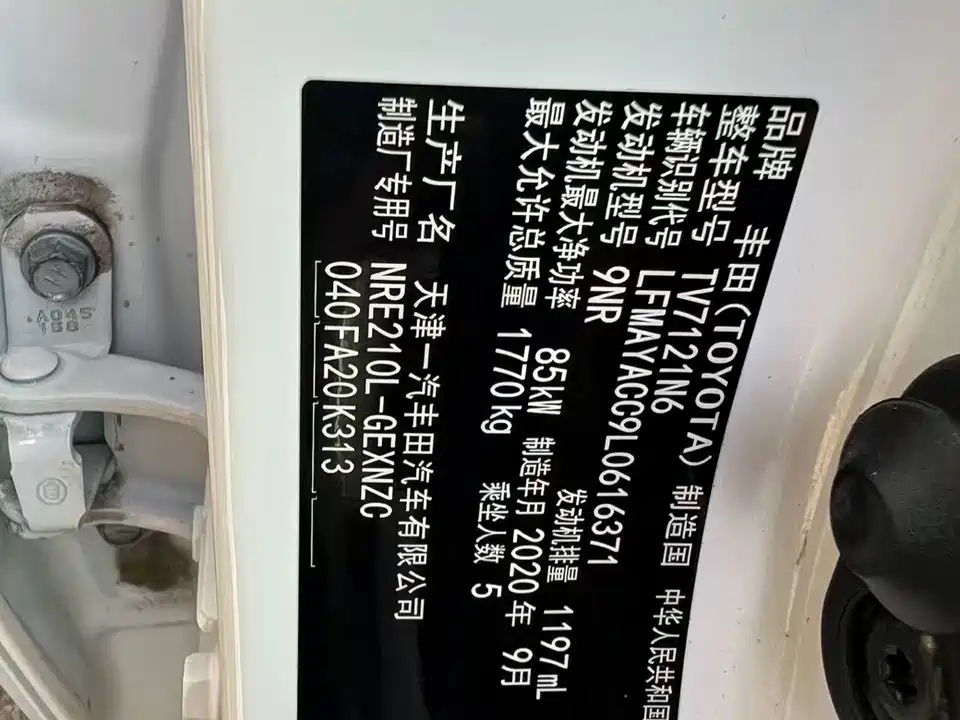 品牌 丰田(TOYOTA) 制造国 中华人民共和国
整车型号 TV7121N6
车辆识别代号 LFMAYACC9L0616371
发动机型号 9NR 发动机排量 1197mL
发动机最大净功率 85kW 制造年月 2020 年 9月
最大允许总质量 1770kg 乘坐人数 5
生产厂名 天津一汽丰田汽车有限公司
制造厂专用号 NRE210L-GEXNZC
040FA20K313
A045